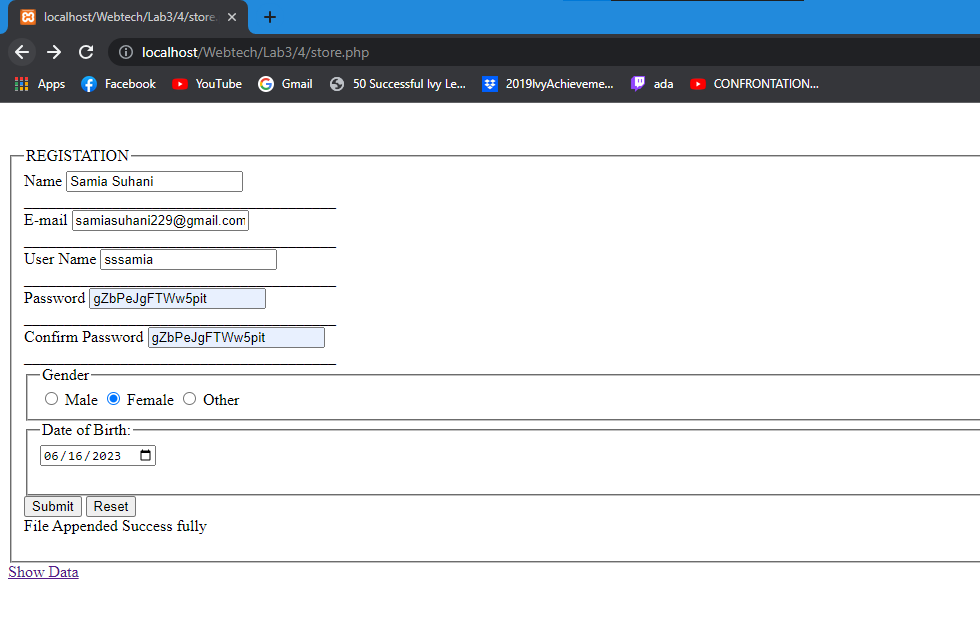 localhost/Webtech/Lab3/4/store.
localhost/Webtech/Lab3/4/store.php
Apps Facebook YouTube Gmail 50 Successful Ivy Le... 2019IvyAchieveme... ada CONFRONTATION...
REGISTATION
Name Samia Suhani
E-mail samiasuhani229@gmail.com
User Name sssamia
Password gZbPeJgFTWw5pit
Confirm Password gZbPeJgFTWw5pit
Gender
Male Female Other
Date of Birth:
06/16/2023
Submit Reset
File Appended Success fully
Show Data